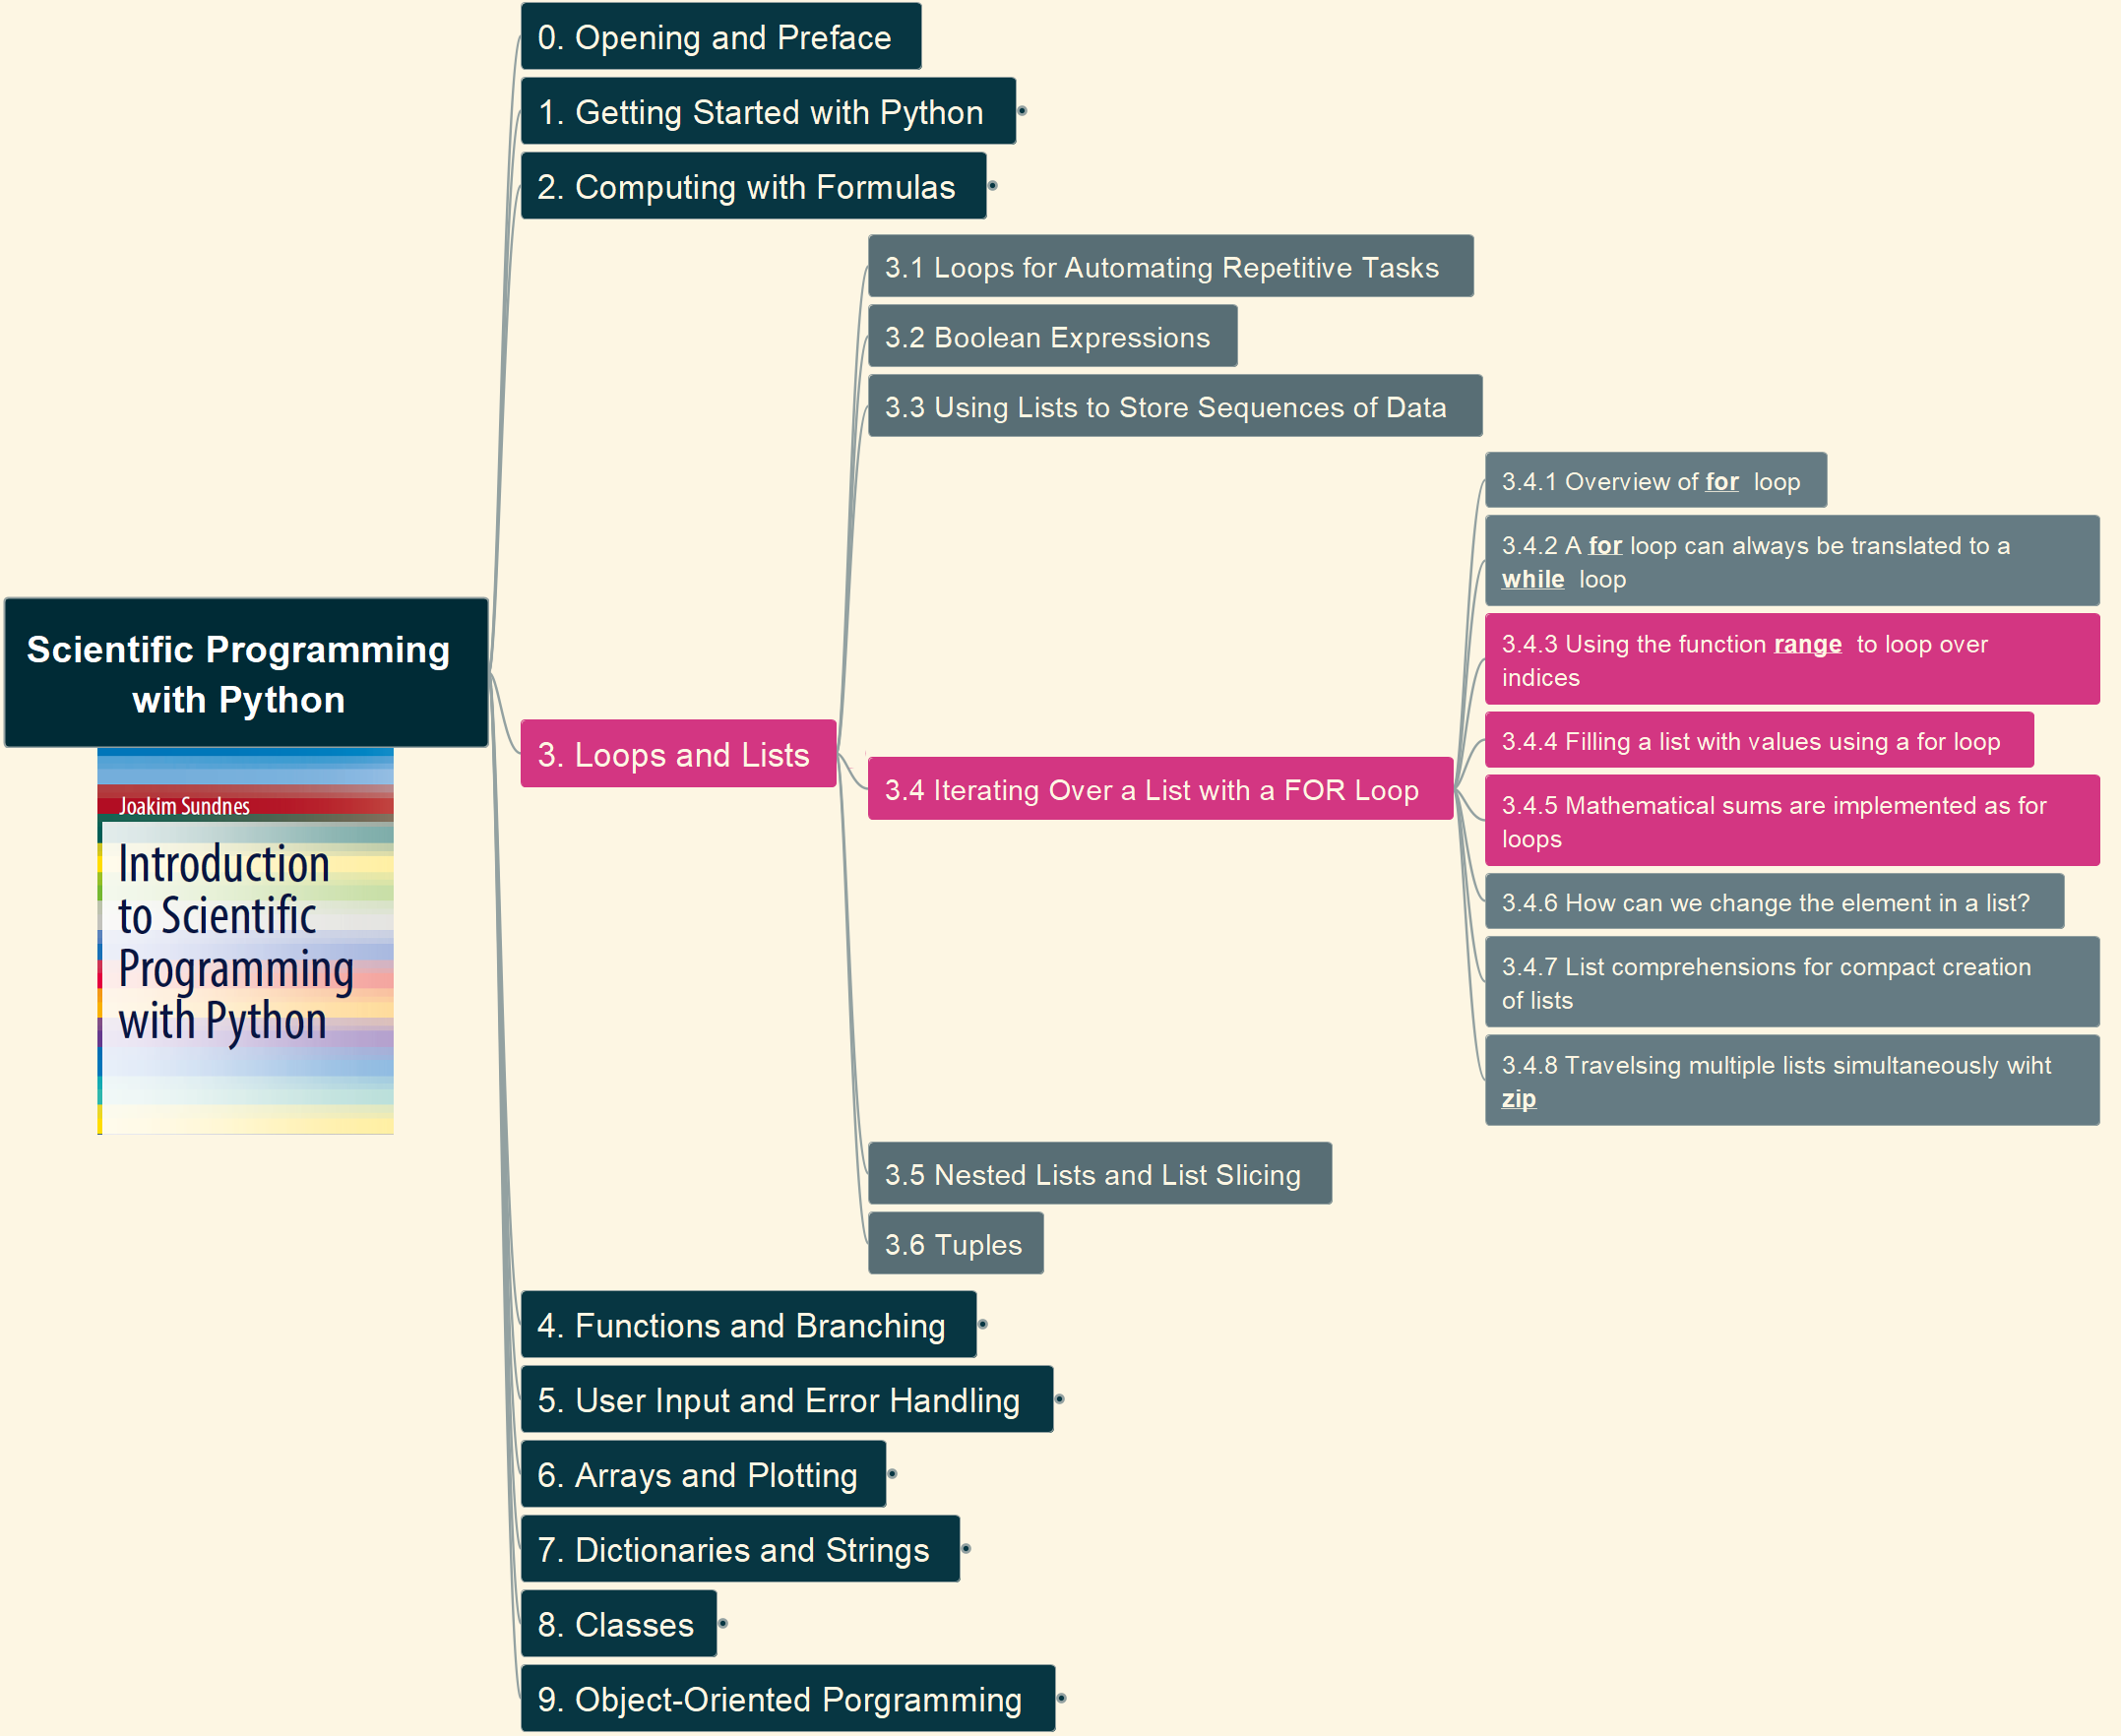 0. Opening and Preface
1. Getting Started with Python
2. Computing with Formulas
3.1 Loops for Automating Repetitive Tasks
3.2 Boolean Expressions
3.3 Using Lists to Store Sequences of Data
3.4.1 Overview of for loop
3.4.2 A for loop can always be translated to a
while loop
Scientific Programming
with Python
3.4.3 Using the function range to loop over
indices
3. Loops and Lists
3.4 Iterating Over a List with a FOR Loop
3.4.4 Filling a list with values using a for loop
3.4.5 Mathematical sums are implemented as for
loops
3.4.6 How can we change the element in a list?
3.4.7 List comprehensions for compact creation
of lists
3.4.8 Travelsing multiple lists simultaneously wiht
zip
Joakim Sundnes
Introduction
to Scientific
Programming
with Python
3.5 Nested Lists and List Slicing
3.6 Tuples
4. Functions and Branching
5. User Input and Error Handling
6. Arrays and Plotting
7. Dictionaries and Strings
8. Classes
9. Object-Oriented Porgramming